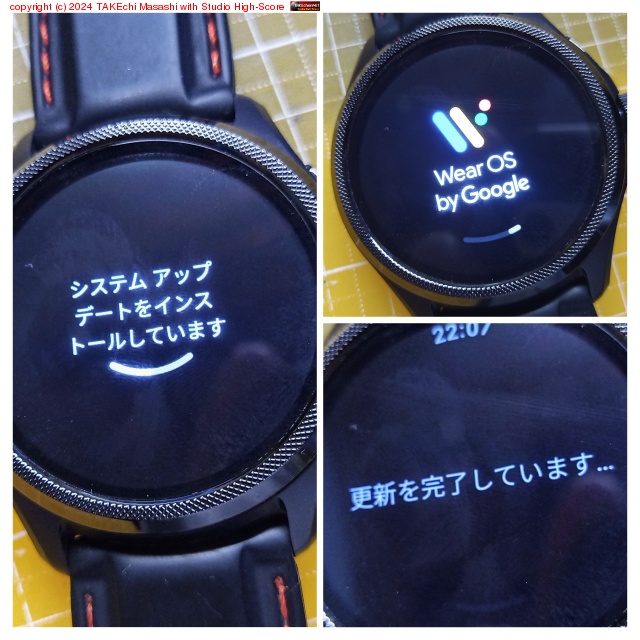 copyright (c) 2024 TAKEchi Masashi with Studio High-Score
システム アップ
デートをインス
トールしています
Wear OS
by Google
22:07
更新を完了しています...